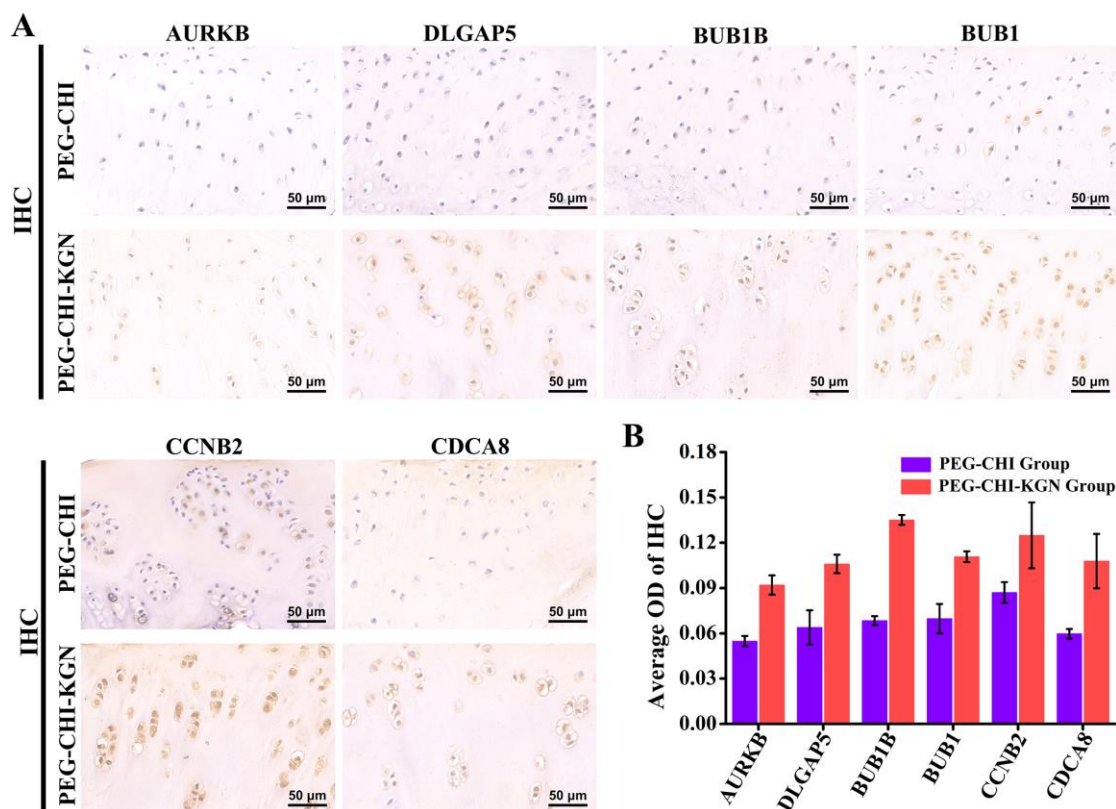 A
AURKB DLGAP5 BUB1B BUB1
IHC
PEG-CHI
50 µm 50 µm 50 µm 50 µm
PEG-CHI-KGN
50 µm 50 µm 50 µm 50 µm
CCNB2 CDCA8
IHC
PEG-CHI
50 µm 50 µm
PEG-CHI-KGN
50 µm 50 µm
B
PEG-CHI Group
PEG-CHI-KGN Group
Average OD of IHC
0.18
0.15
0.12
0.09
0.06
0.03
0.00
AURKB DLGAP5 BUB1B BUB1 CCNB2 CDCA8